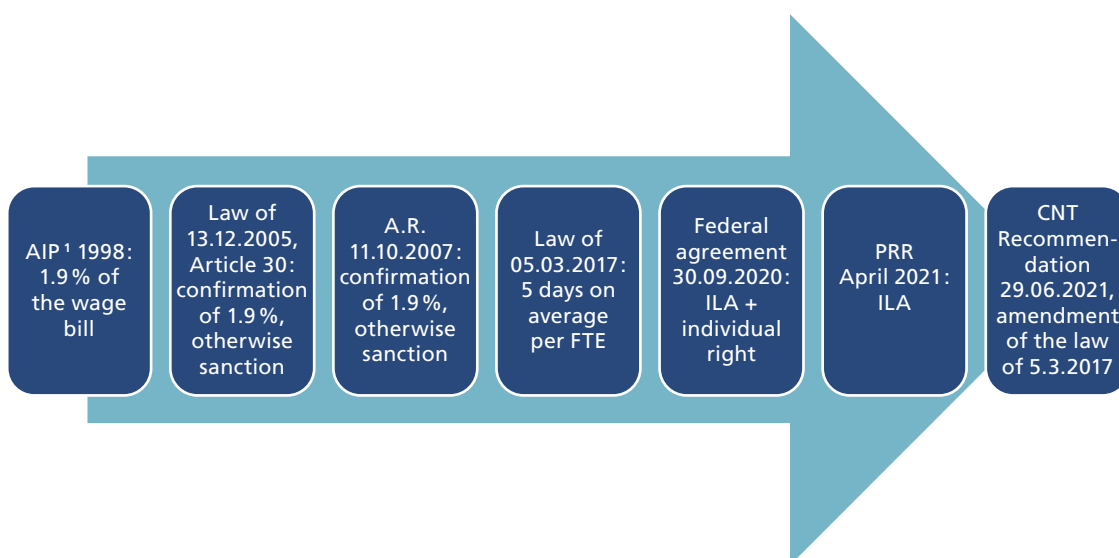 AIP ¹ 1998:
1.9 % of
the wage
bill
Law of
13.12.2005,
Article 30:
confirmation
of 1.9 %,
otherwise
sanction
A.R.
11.10.2007:
confirmation
of 1.9 %,
otherwise
sanction
Law of
05.03.2017:
5 days on
average
per FTE
Federal
agreement
30.09.2020:
ILA +
individual
right
PRR
April 2021:
ILA
CNT
Recommen-
dation
29.06.2021,
amendment
of the law
of 5.3.2017